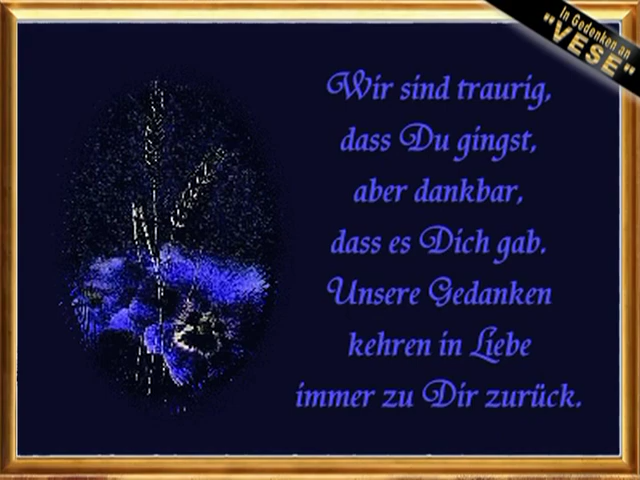 In Gedenken an
"VESE"
Wir sind traurig,
dass Du gingst,
aber dankbar,
dass es Dich gab.
Unsere Gedanken
kehren in Liebe
immer zu Dir zurück.